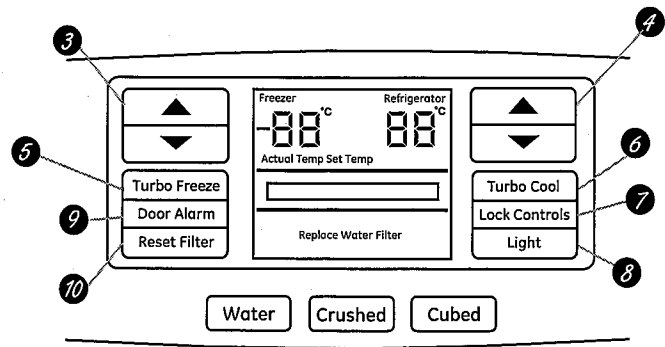 3 4
Freezer Refrigerator
-88 °C 88 °C
Actual Temp Set Temp
5 6
Turbo Freeze Turbo Cool
9 7
Door Alarm Lock Controls
Reset Filter Replace Water Filter Light
10 8
Water Crushed Cubed